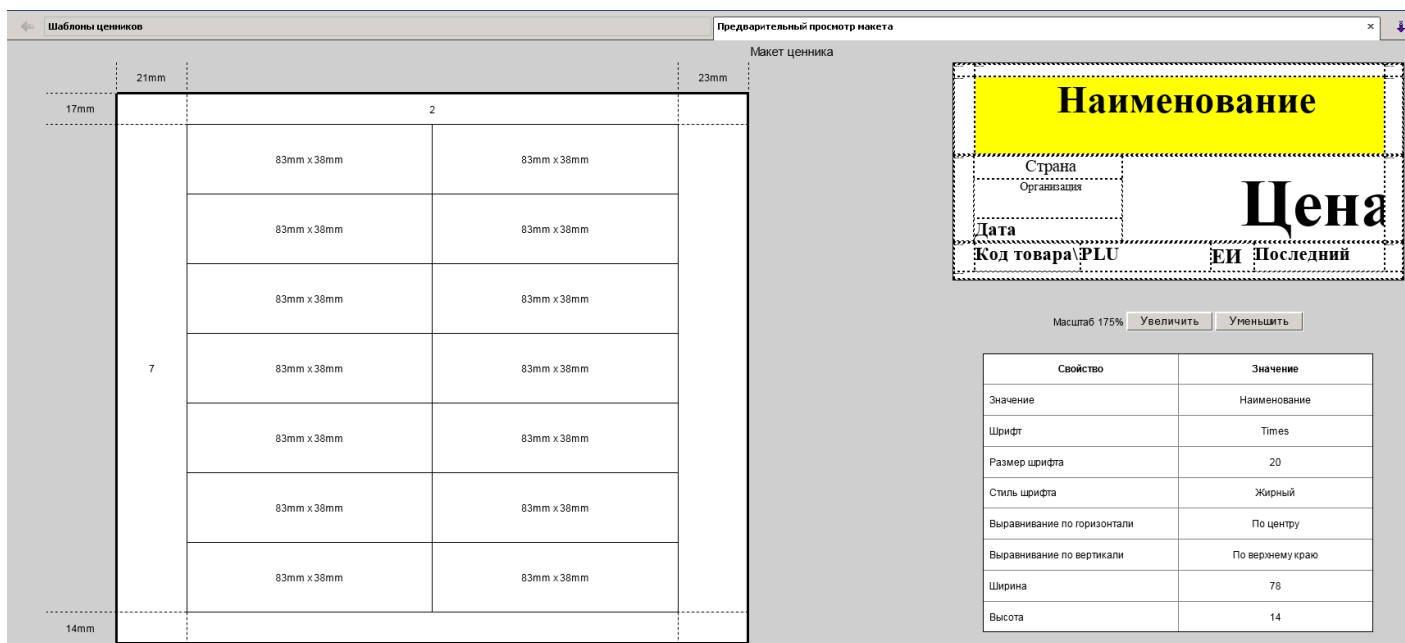 Шаблоны ценников
Предварительный просмотр макета
Макет ценника
21mm
23mm
17mm
2
83mm x 38mm
83mm x 38mm
83mm x 38mm
83mm x 38mm
83mm x 38mm
83mm x 38mm
7
83mm x 38mm
83mm x 38mm
83mm x 38mm
83mm x 38mm
83mm x 38mm
83mm x 38mm
83mm x 38mm
83mm x 38mm
14mm
Наименование
Страна
Организация
Цена
Дата
Код товара\PLU ЕИ Последний
Масштаб 175% Увеличить Уменьшить
Свойство Значение
Значение Наименование
Шрифт Times
Размер шрифта 20
Стиль шрифта Жирный
Выравнивание по горизонтали По центру
Выравнивание по вертикали По верхнему краю
Ширина 78
Высота 14